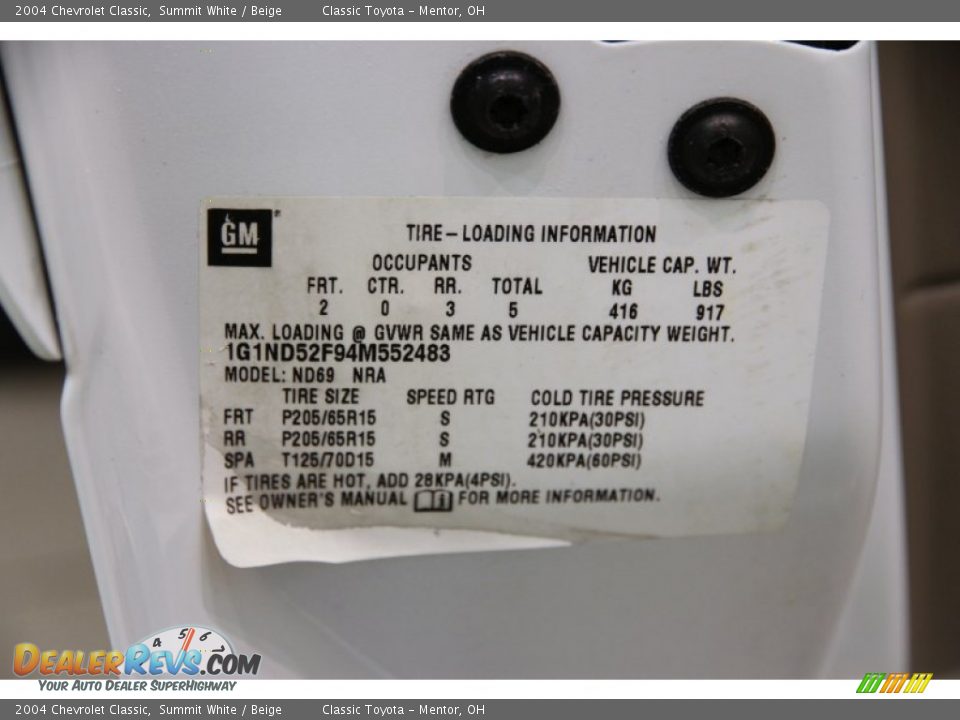 2004 Chevrolet Classic, Summit White / Beige Classic Toyota – Mentor, OH
GM
TIRE–LOADING INFORMATION
OCCUPANTS VEHICLE CAP. WT.
FRT. CTR. RR. TOTAL KG LBS
2 0 3 5 416 917
MAX. LOADING @ GVWR SAME AS VEHICLE CAPACITY WEIGHT.
1G1ND52F94M552483
MODEL: ND69 NRA
TIRE SIZE SPEED RTG COLD TIRE PRESSURE
FRT P205/65R15 S 210KPA(30PSI)
RR P205/65R15 S 210KPA(30PSI)
SPA T125/70D15 M 420KPA(60PSI)
IF TIRES ARE HOT, ADD 28KPA(4PSI).
SEE OWNER'S MANUAL FOR MORE INFORMATION.
4 5 6 7
DEALERREVS.COM
YOUR AUTO DEALER SUPERHIGHWAY
2004 Chevrolet Classic, Summit White / Beige Classic Toyota – Mentor, OH